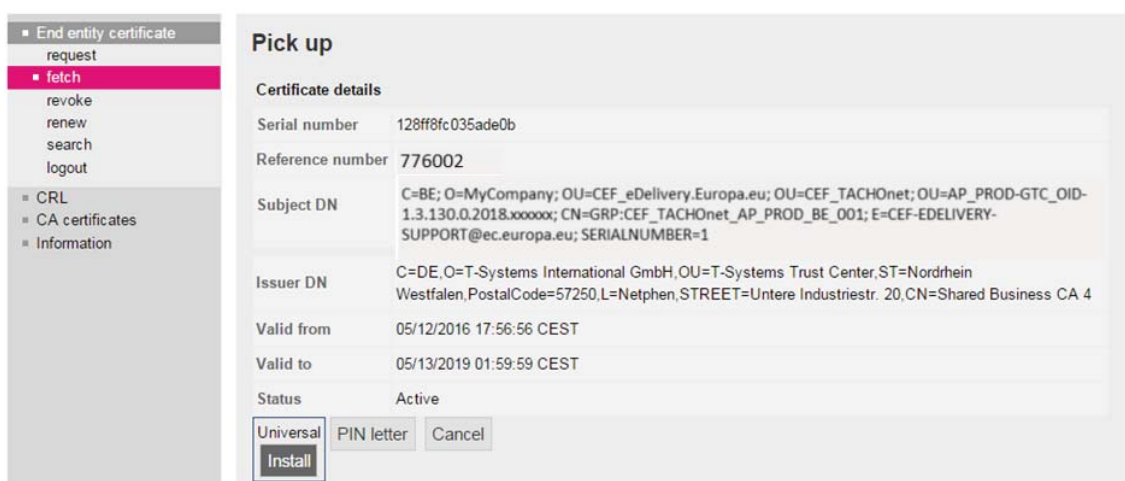 End entity certificate
request
fetch
revoke
renew
search
logout
CRL
CA certificates
Information
Pick up
Certificate details
Serial number 128ff8fc035ade0b
Reference number 776002
Subject DN C=BE; O=MyCompany; OU=CEF_eDelivery.Europa.eu; OU=CEF_TACHOnet; OU=AP_PROD-GTC_OID-
1.3.130.0.2018.xxxxxx; CN=GRP:CEF_TACHOnet_AP_PROD_BE_001; E=CEF-EDELIVERY-
SUPPORT@ec.europa.eu; SERIALNUMBER=1
Issuer DN C=DE,O=T-Systems International GmbH,OU=T-Systems Trust Center,ST=Nordrhein
Westfalen,PostalCode=57250,L=Netphen,STREET=Untere Industriestr. 20,CN=Shared Business CA 4
Valid from 05/12/2016 17:56:56 CEST
Valid to 05/13/2019 01:59:59 CEST
Status Active
Universal PIN letter Cancel
Install